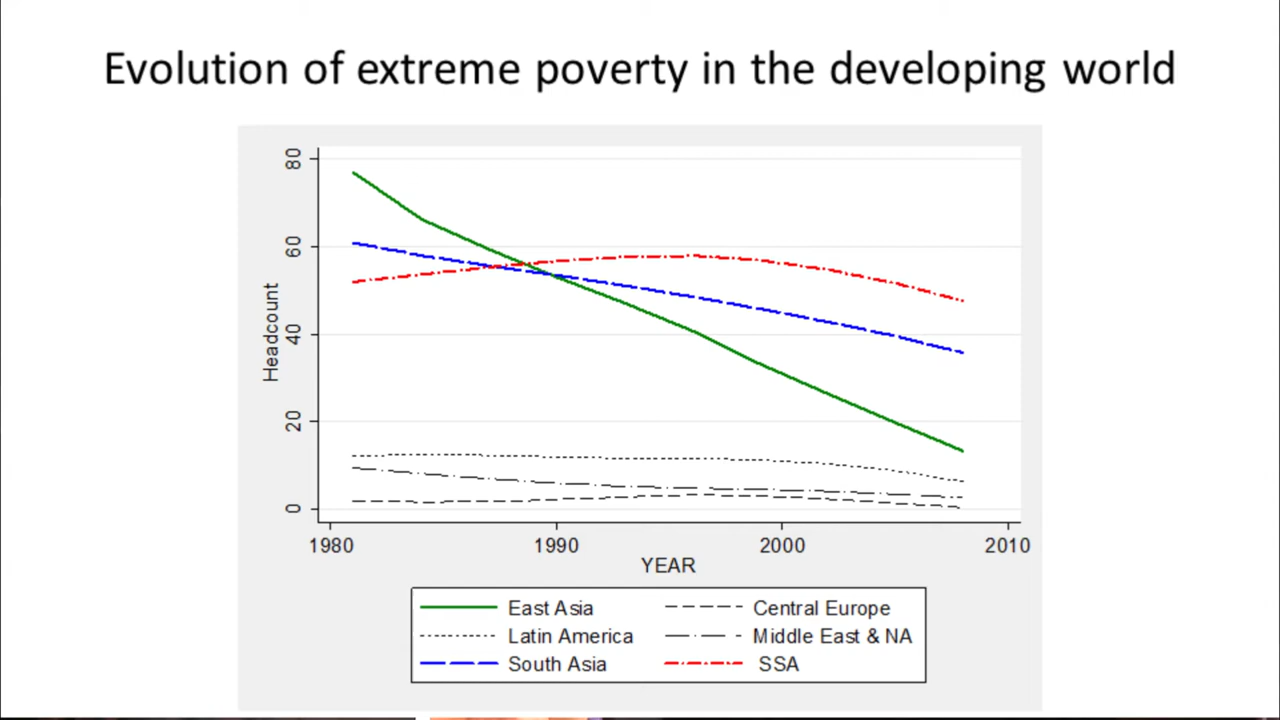 Evolution of extreme poverty in the developing world
80
60
40
20
0
Headcount
1980 1990 2000 2010
YEAR
East Asia Central Europe
Latin America Middle East & NA
South Asia SSA